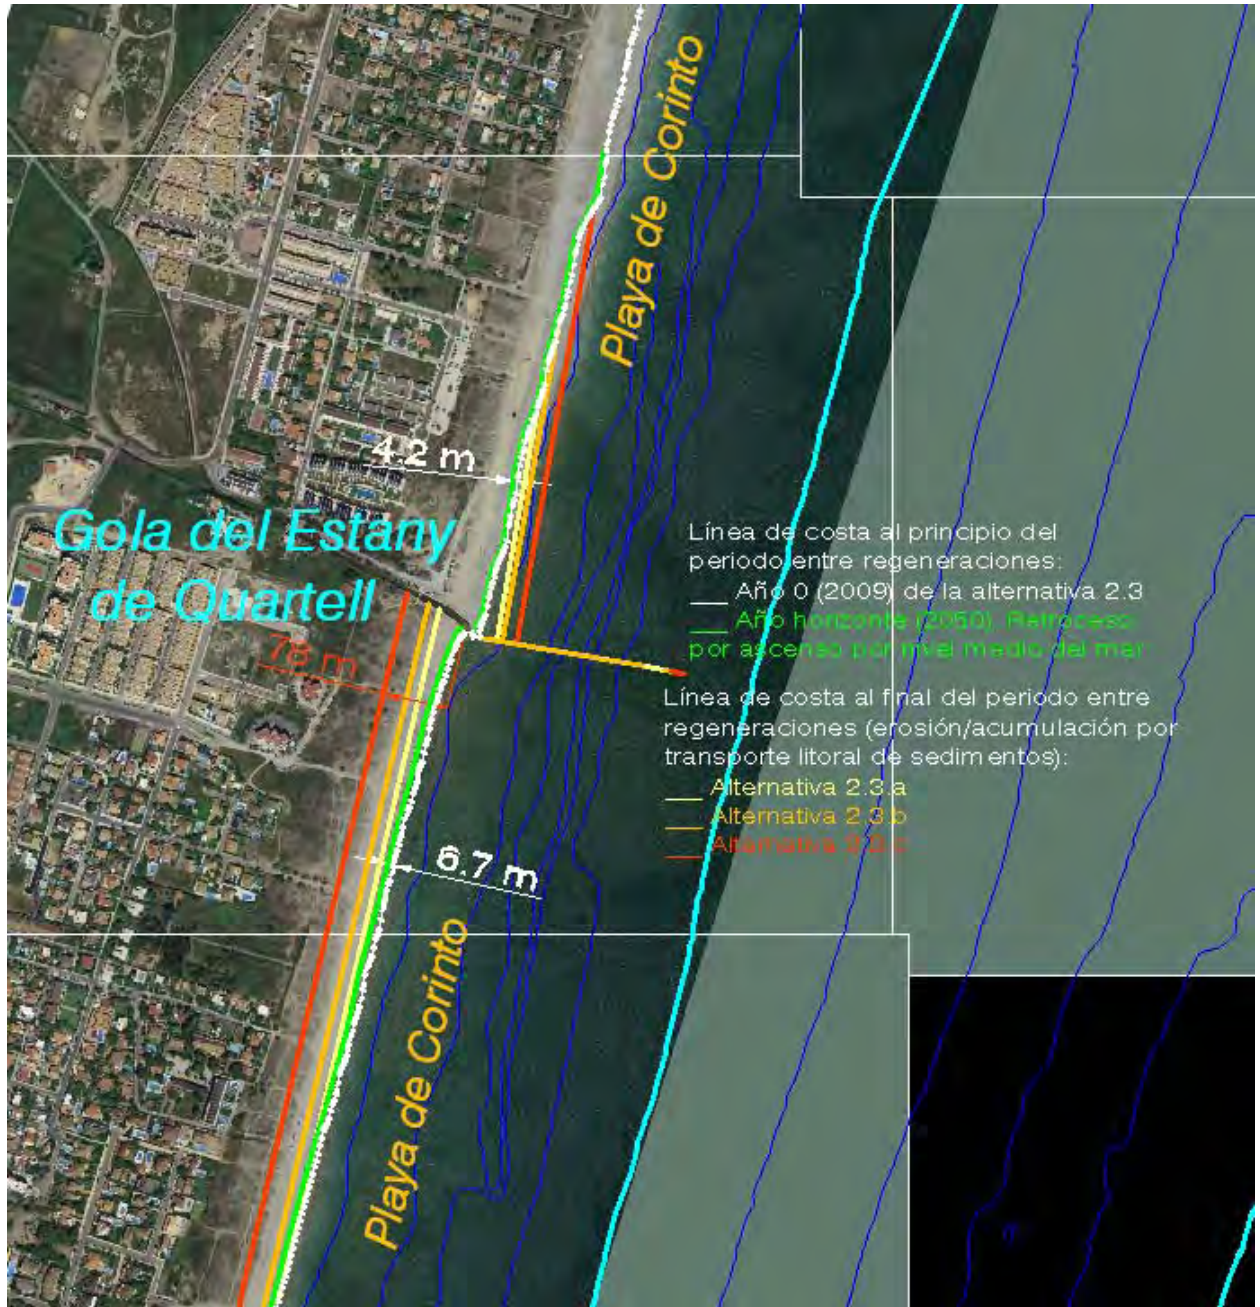 Playa de Corinto
4.2 m
Gola del Estany
de Quartell
78 m
Línea de costa al principio del
periodo entre regeneraciones:
Año 0 (2009) de la alternativa 2.3
Año horizonte (2050). Retroceso
por ascenso por nivel medio del mar
Línea de costa al final del periodo entre
regeneraciones (erosión/acumulación por
transporte litoral de sedimentos):
Alternativa 2.3.a
Alternativa 2.3.b
Alternativa 2.3.c
6.7 m
Playa de Corinto